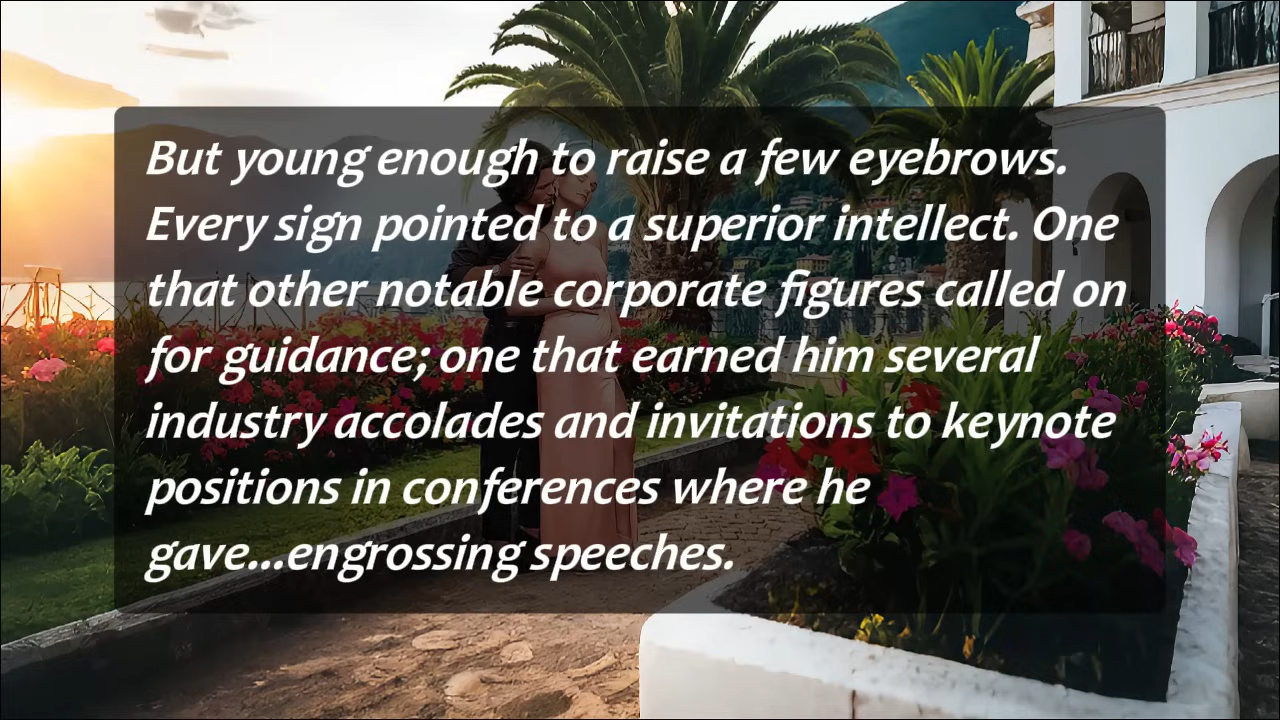 But young enough to raise a few eyebrows.
Every sign pointed to a superior intellect. One
that other notable corporate figures called on
for guidance; one that earned him several
industry accolades and invitations to keynote
positions in conferences where he
gave...engrossing speeches.